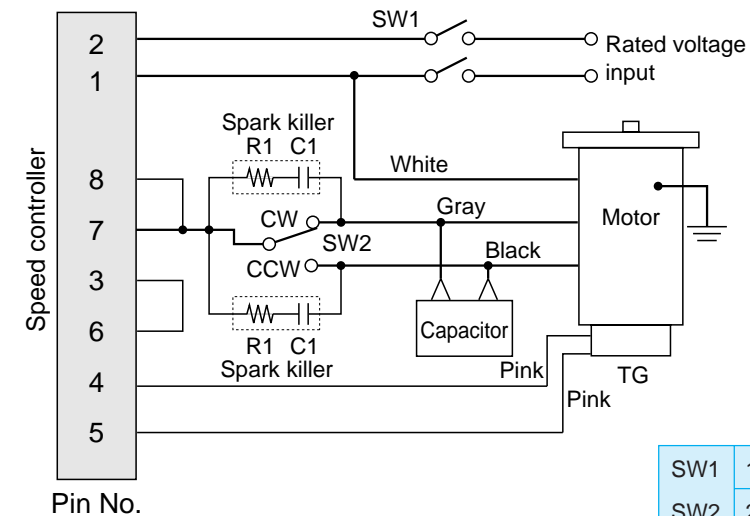 SW1
Rated voltage
input
Speed controller
2
1
8
7
3
6
4
5
Pin No.
Spark killer
R1 C1
White
CW
SW2
CCW
Gray
Black
Motor
Capacitor
R1 C1
Spark killer
Pink
Pink
TG
SW1
SW2